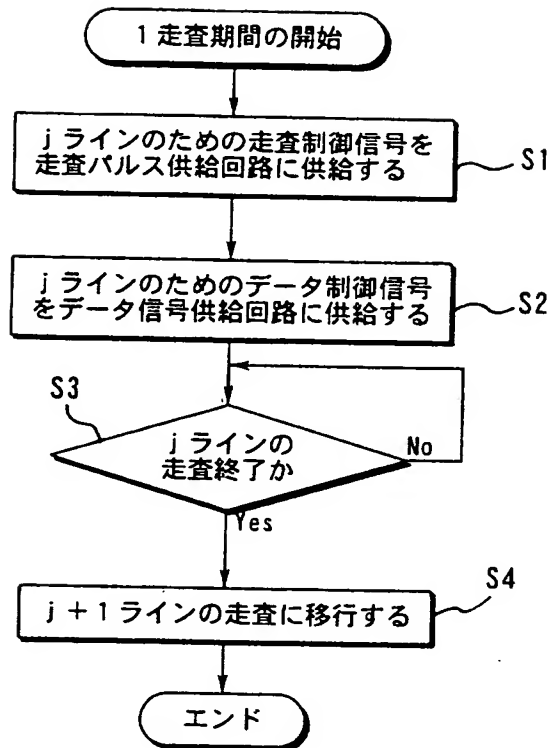 1走査期間の開始
jラインのための走査制御信号を
走査パルス供給回路に供給する
S1
jラインのためのデータ制御信号
をデータ信号供給回路に供給する
S2
S3
jラインの
走査終了か
No
Yes
j+1ラインの走査に移行する
S4
エンド